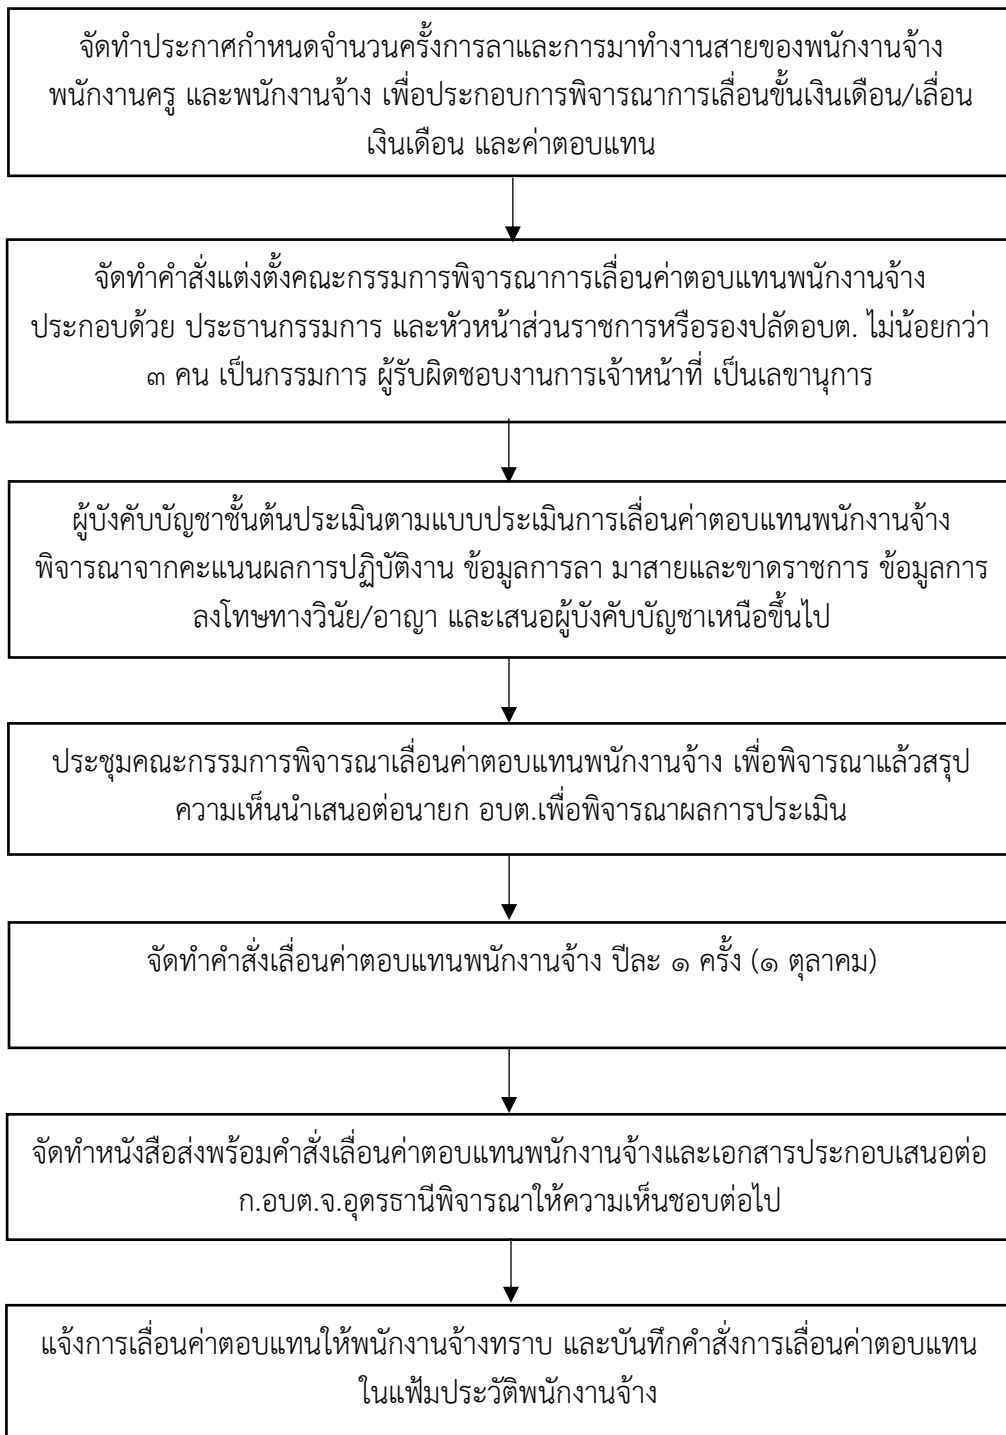 จัดทำประกาศกำหนดจำนวนครั้งการลาและการมาทำงานสายของพนักงานจ้าง
พนักงานครู และพนักงานจ้าง เพื่อประกอบการพิจารณาการเลื่อนขั้นเงินเดือน/เลื่อน
เงินเดือน และค่าตอบแทน
จัดทำคำสั่งแต่งตั้งคณะกรรมการพิจารณาการเลื่อนค่าตอบแทนพนักงานจ้าง
ประกอบด้วย ประธานกรรมการ และหัวหน้าส่วนราชการหรือรองปลัดอบต. ไม่น้อยกว่า
๓ คน เป็นกรรมการ ผู้รับผิดชอบงานการเจ้าหน้าที่ เป็นเลขานุการ
ผู้บังคับบัญชาชั้นต้นประเมินตามแบบประเมินการเลื่อนค่าตอบแทนพนักงานจ้าง
พิจารณาจากคะแนนผลการปฏิบัติงาน ข้อมูลการลา มาสายและขาดราชการ ข้อมูลการ
ลงโทษทางวินัย/อาญา และเสนอผู้บังคับบัญชาเหนือขึ้นไป
ประชุมคณะกรรมการพิจารณาเลื่อนค่าตอบแทนพนักงานจ้าง เพื่อพิจารณาแล้วสรุป
ความเห็นนำเสนอต่อนายก อบต.เพื่อพิจารณาผลการประเมิน
จัดทำคำสั่งเลื่อนค่าตอบแทนพนักงานจ้าง ปีละ ๑ ครั้ง (๑ ตุลาคม)
จัดทำหนังสือส่งพร้อมคำสั่งเลื่อนค่าตอบแทนพนักงานจ้างและเอกสารประกอบเสนอต่อ
ก.อบต.จ.อุดรธานีพิจารณาให้ความเห็นชอบต่อไป
แจ้งการเลื่อนค่าตอบแทนให้พนักงานจ้างทราบ และบันทึกคำสั่งการเลื่อนค่าตอบแทน
ในแฟ้มประวัติพนักงานจ้าง